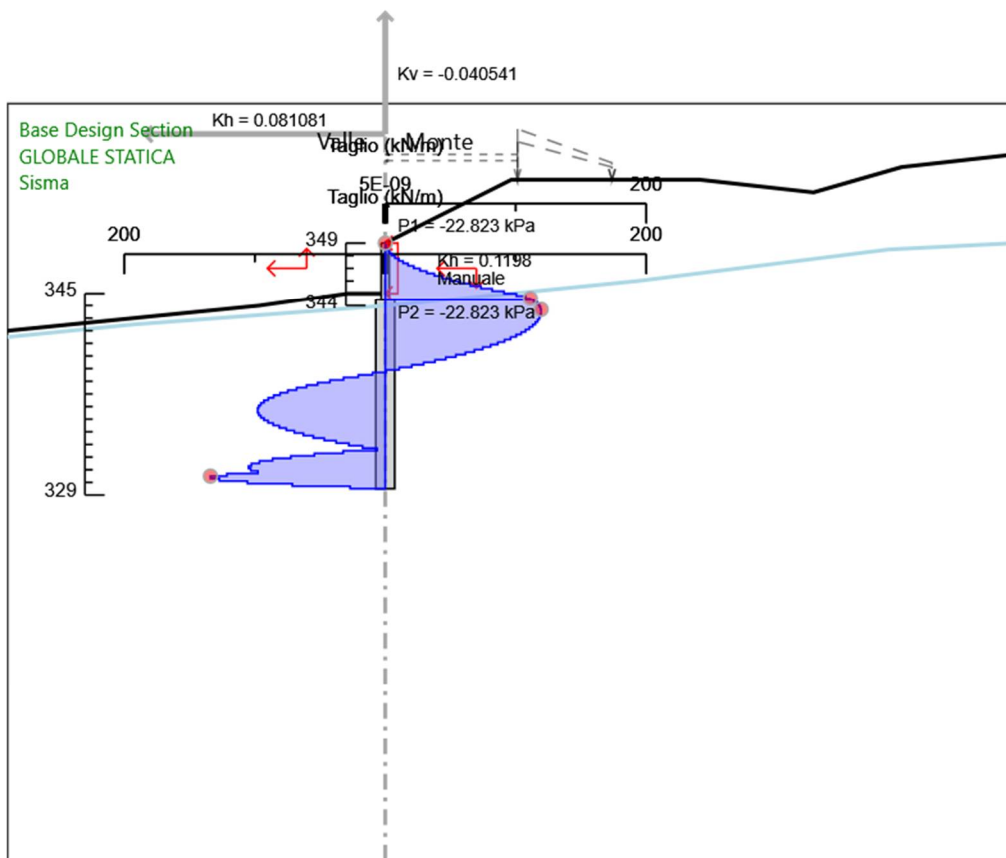 Kv = -0.040541
Kh = 0.081081
Base Design Section
GLOBALE STATICA
Sisma
Valle
Monte
Taglio (kN/m)
5E-09
200
Taglio (kN/m)
P1 = -22.823 kPa
200
349
200
Kh = 0.1198
Manuale
345
344
P2 = -22.823 kPa
329